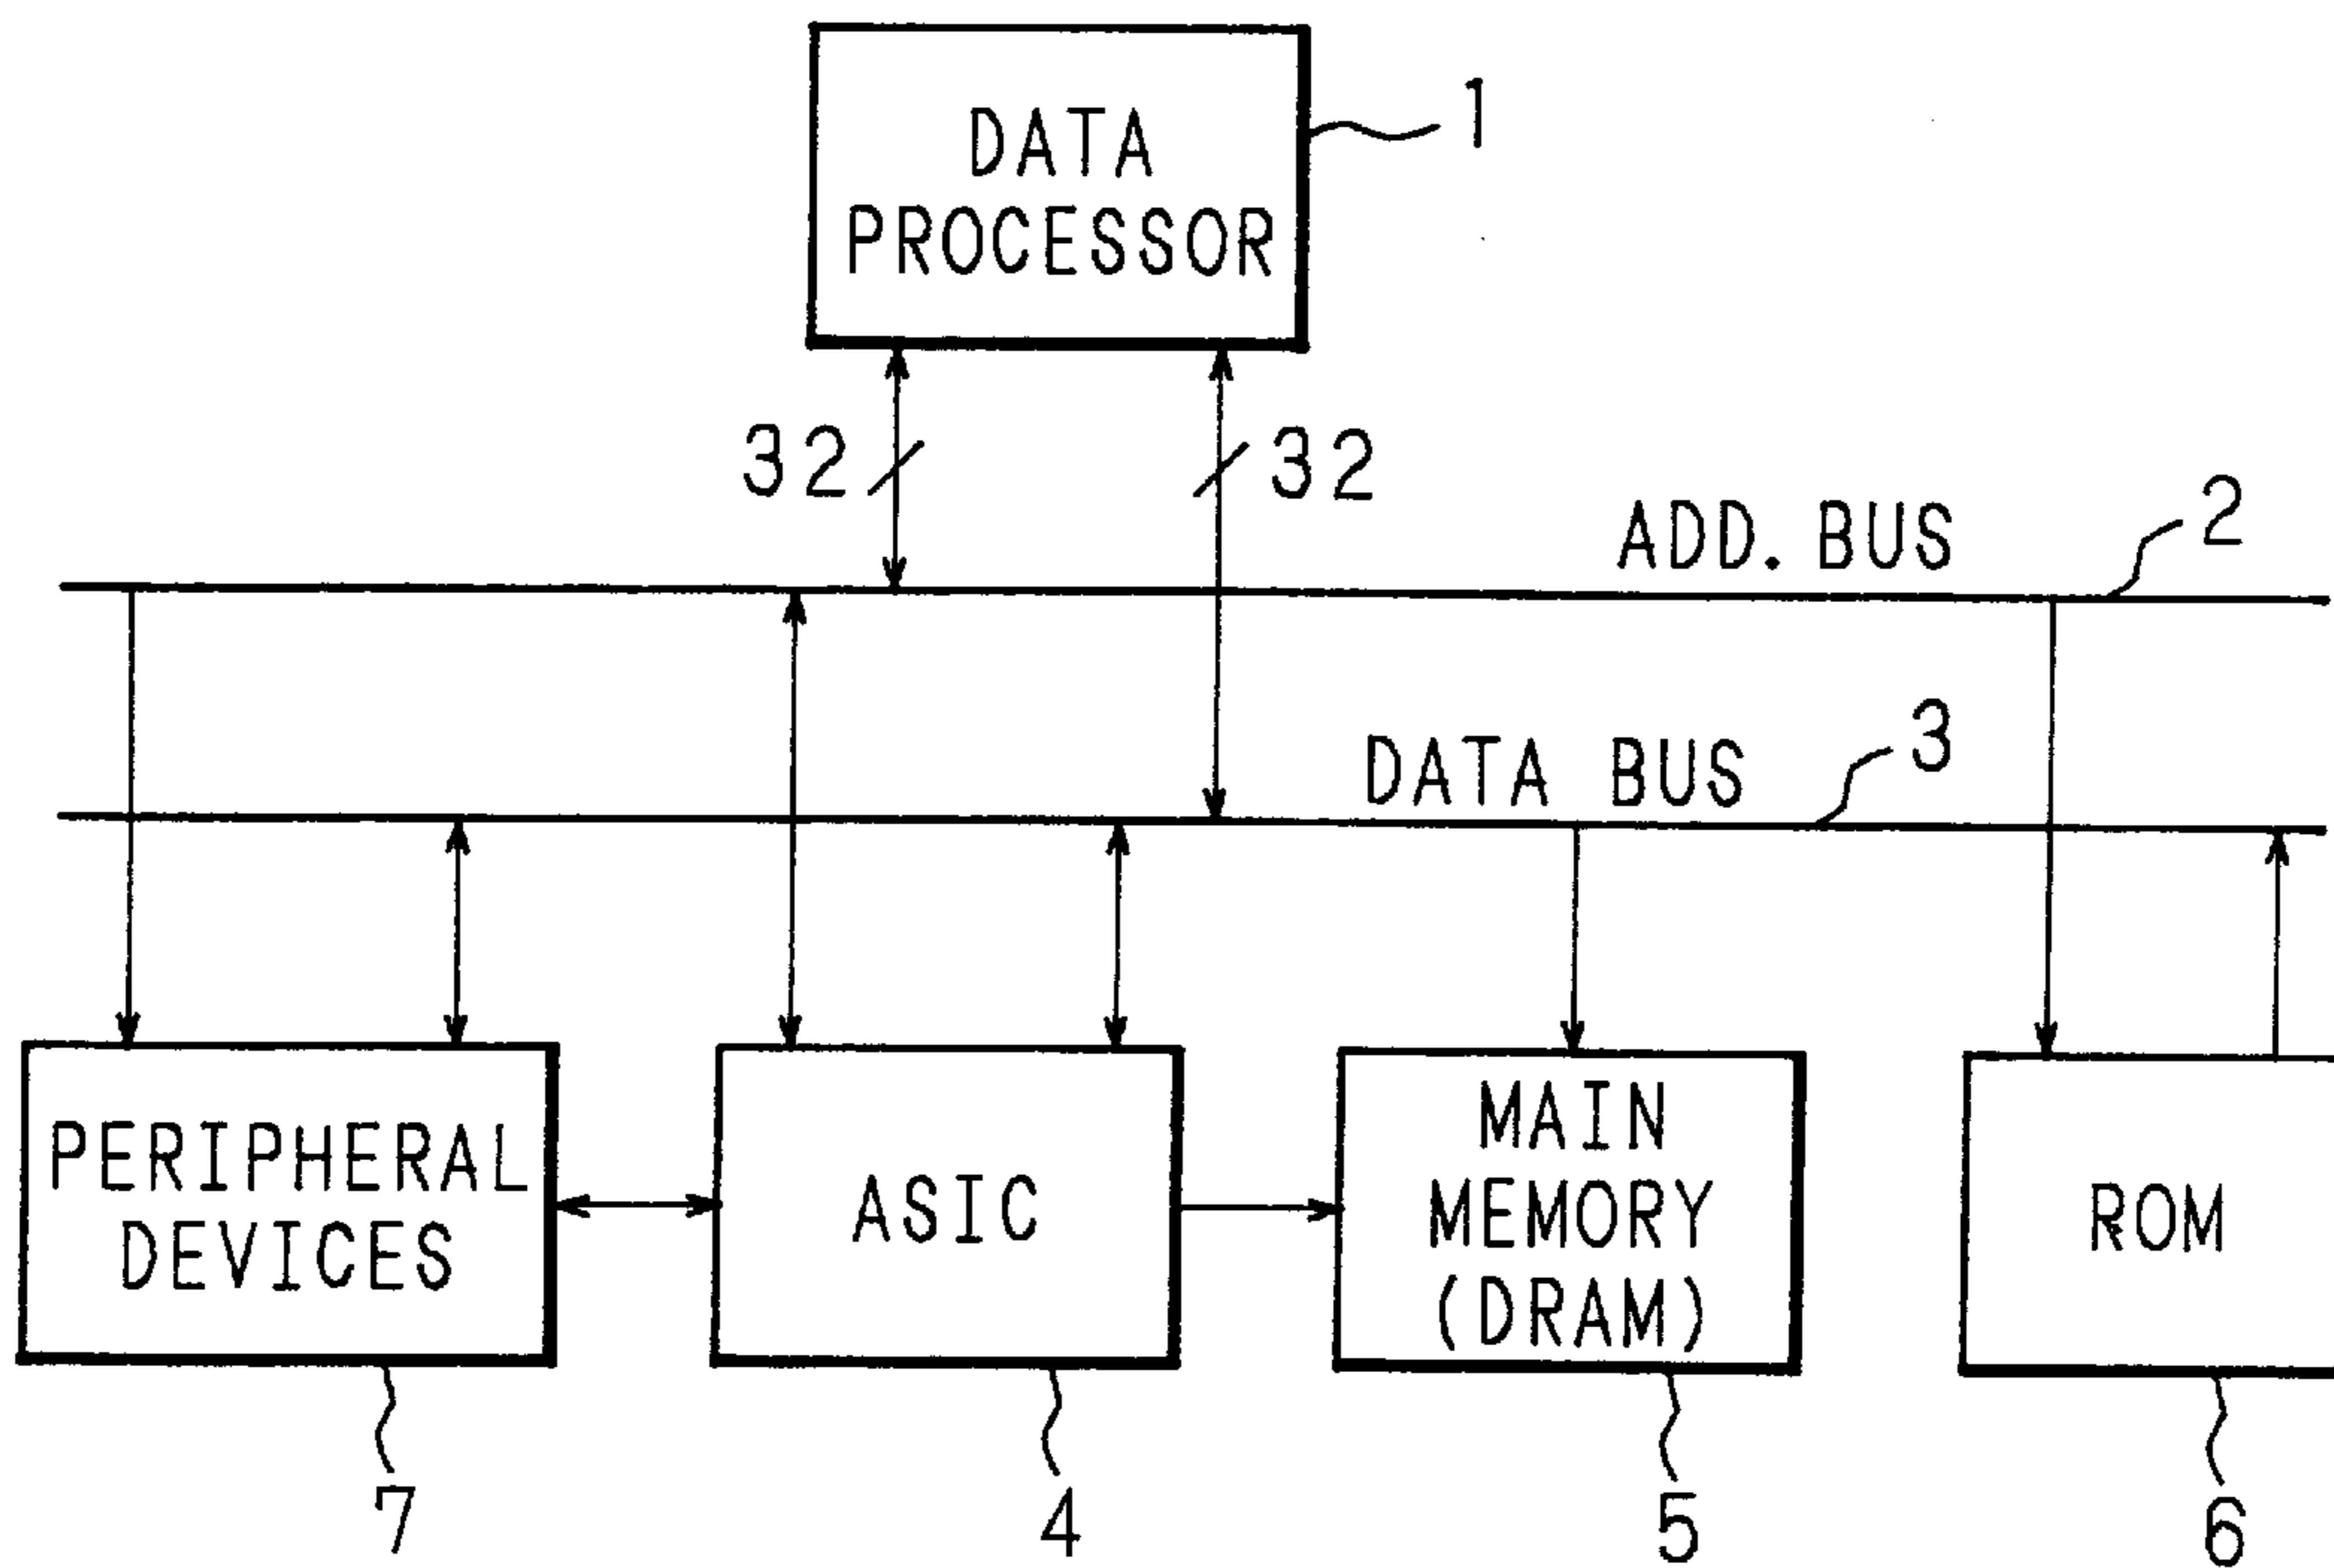 DATA
PROCESSOR
1
32
32
ADD. BUS
2
DATA BUS
3
PERIPHERAL
DEVICES
ASIC
MAIN
MEMORY
(DRAM)
ROM
7
4
5
6